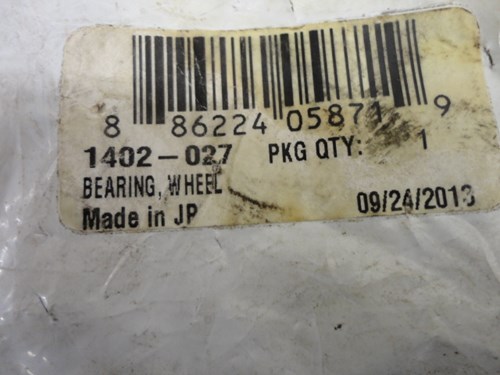 8 86224 05871 9
1402-027 PKG QTY: 1
BEARING, WHEEL
Made in JP 09/24/2013